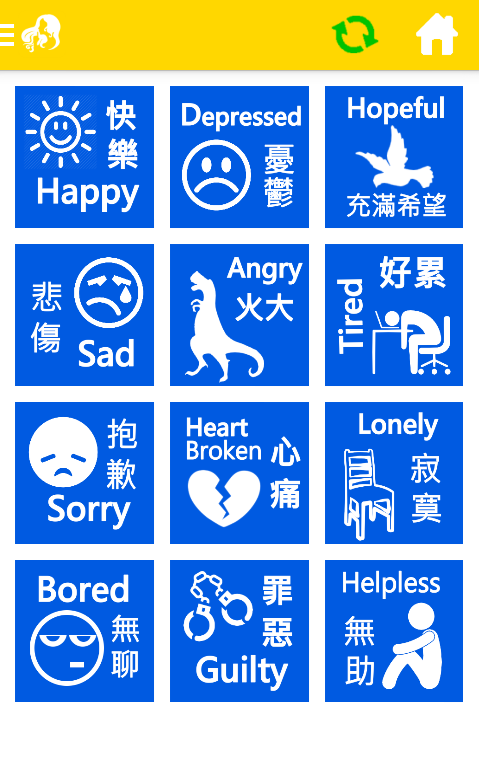 快
樂
Happy
Depressed
憂
鬱
Hopeful
充滿希望
悲
傷
Sad
Angry
火大
好累
Tired
抱
歉
Sorry
Heart
Broken
心
痛
Lonely
寂
寞
Bored
無
聊
罪
惡
Guilty
Helpless
無
助